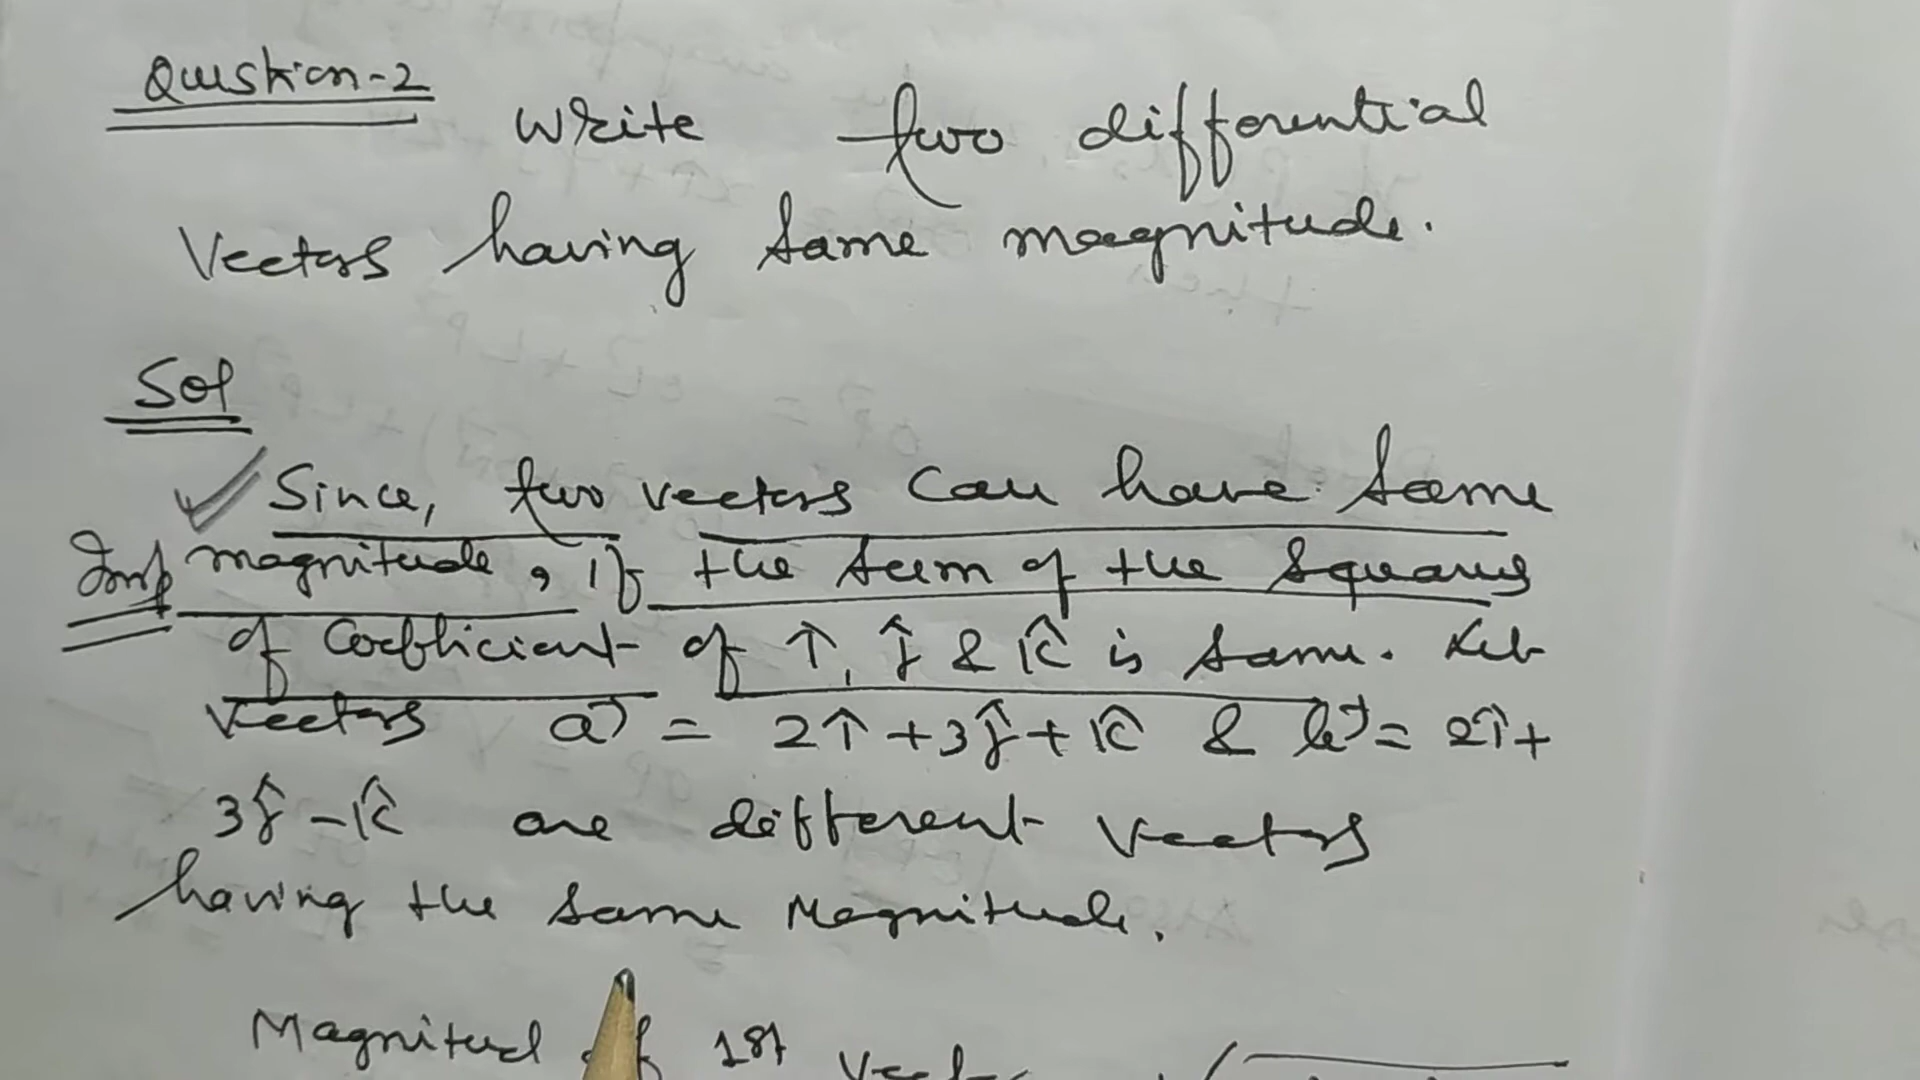 Question-2
Write two differential
Vectors having same magnitude.
Sol
Since, two vectors can have same
Imp magnitude, if the sum of the squares
of coefficient of î, ĵ & k̂ is same. Let
Vectors a⃗ = 2î + 3ĵ + k̂ & b⃗ = 2î +
3ĵ - k̂ are different vectors
having the same Magnitude.
Magnitud of 1st